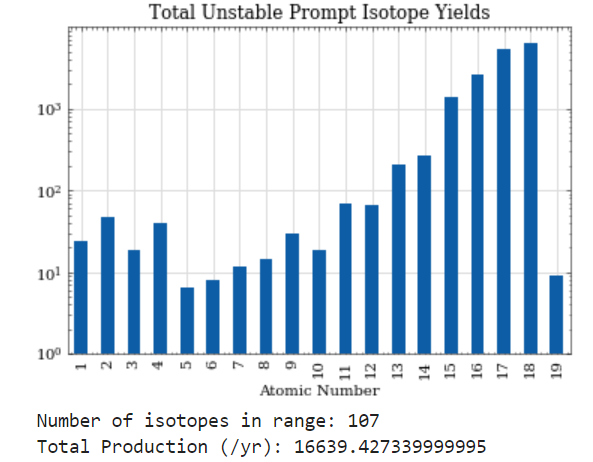 Total Unstable Prompt Isotope Yields
10³
10²
10¹
10⁰
1 2 3 4 5 6 7 8 9 10 11 12 13 14 15 16 17 18 19
Atomic Number
Number of isotopes in range: 107
Total Production (/yr): 16639.427339999995